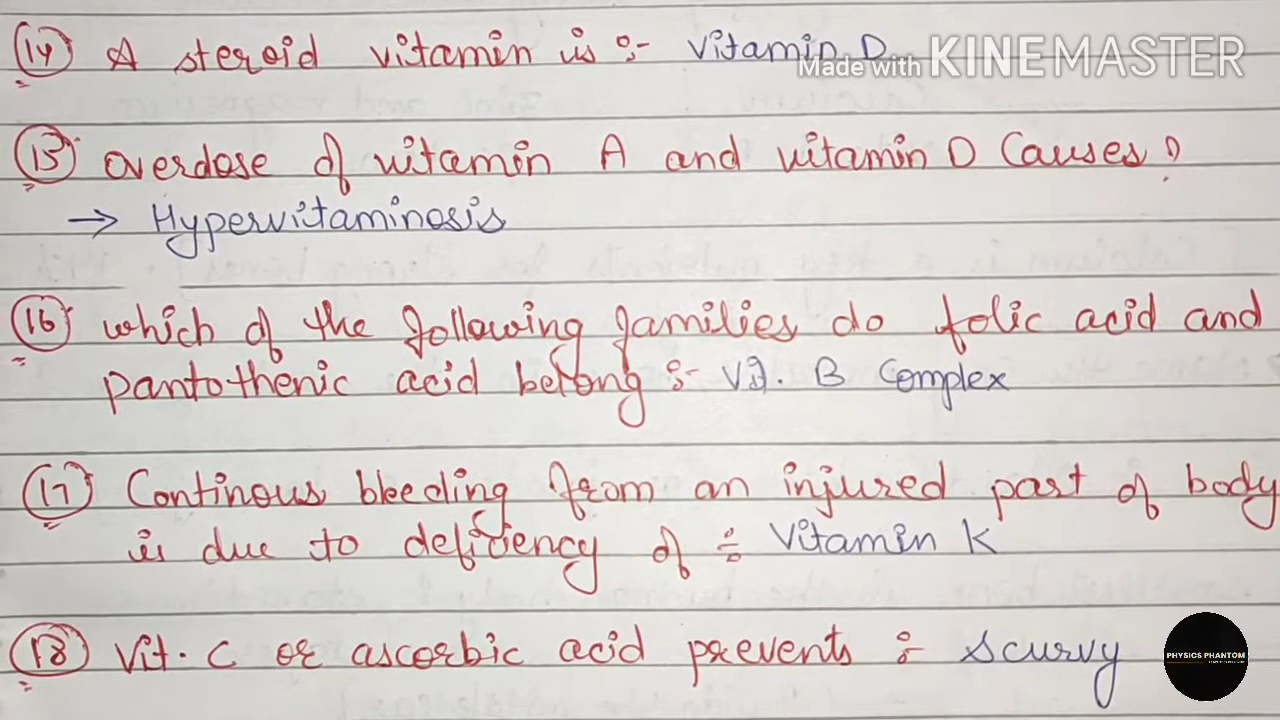 (14) A steroid vitamin is :- Vitamin D
Made with KINEMASTER
(15) overdose of vitamin A and vitamin D Causes ?
→ Hypervitaminosis
(16) which of the following families do folic acid and
pantothenic acid belong :- Vit. B Complex
(17) Continous bleeding from an injured part of body
is due to deficiency of ÷ Vitamin K
(18) Vit. C or ascorbic acid prevents :- Scurvy
PHYSICS PHANTOM